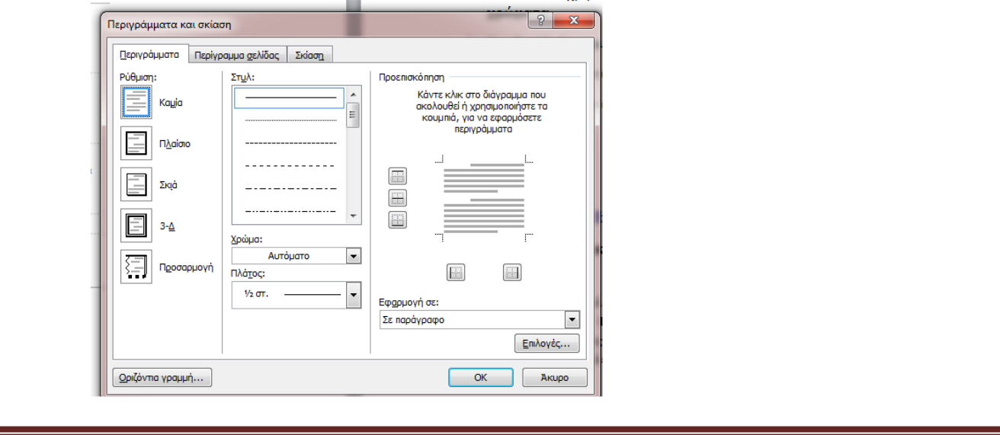 Περιγράμματα και σκίαση
Περιγράμματα Περίγραμμα σελίδας Σκίαση
Ρύθμιση:
Καμία
Πλαίσιο
Σκιά
3-Δ
Προσαρμογή
Στυλ:
Χρώμα:
Αυτόματο
Πλάτος:
½ στ.
Προεπισκόπηση
Κάντε κλικ στο διάγραμμα που
ακολουθεί ή χρησιμοποιήστε τα
κουμπιά, για να εφαρμόσετε
περιγράμματα
Εφαρμογή σε:
Σε παράγραφο
Επιλογές...
Οριζόντια γραμμή...
OK
Άκυρο